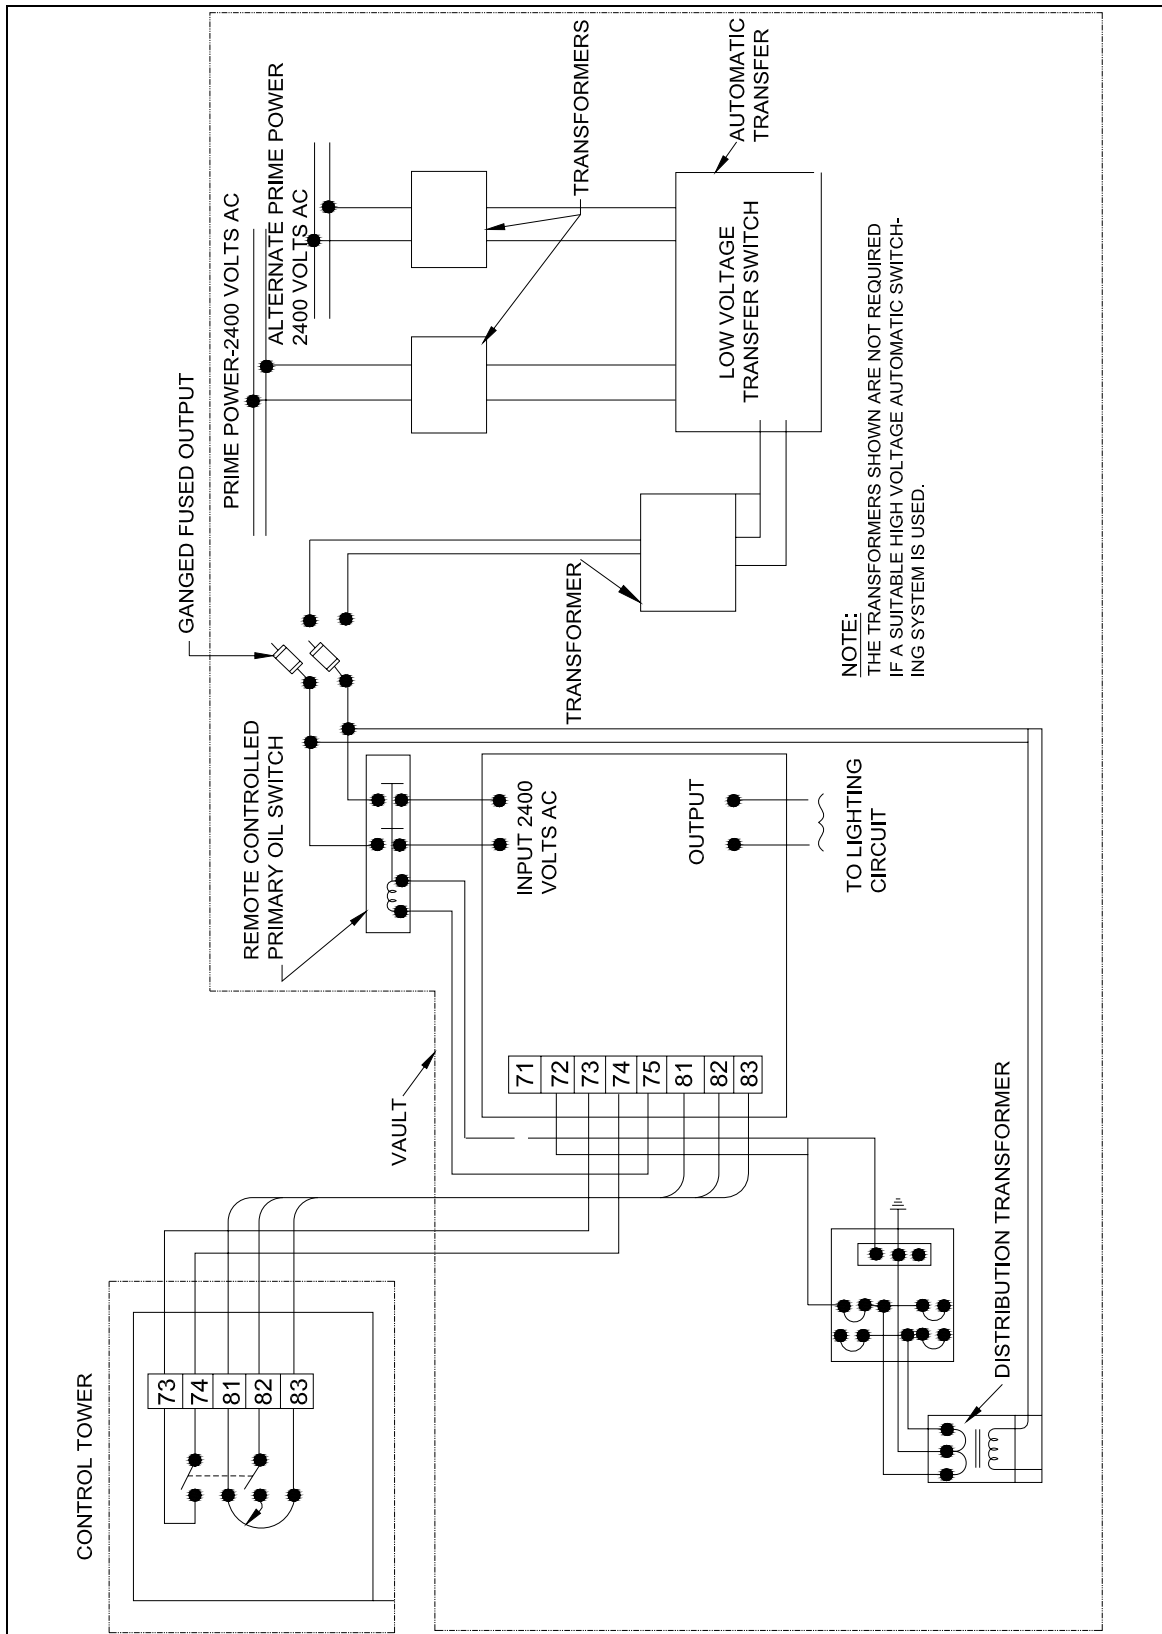 CONTROL TOWER
73
74
81
82
83
VAULT
REMOTE CONTROLLED
PRIMARY OIL SWITCH
GANGED FUSED OUTPUT
PRIME POWER-2400 VOLTS AC
ALTERNATE PRIME POWER
2400 VOLTS AC
TRANSFORMERS
AUTOMATIC
TRANSFER
LOW VOLTAGE
TRANSFER SWITCH
TRANSFORMER
INPUT 2400
VOLTS AC
OUTPUT
TO LIGHTING
CIRCUIT
71
72
73
74
75
81
82
83
DISTRIBUTION TRANSFORMER
NOTE:
THE TRANSFORMERS SHOWN ARE NOT REQUIRED
IF A SUITABLE HIGH VOLTAGE AUTOMATIC SWITCH-
ING SYSTEM IS USED.